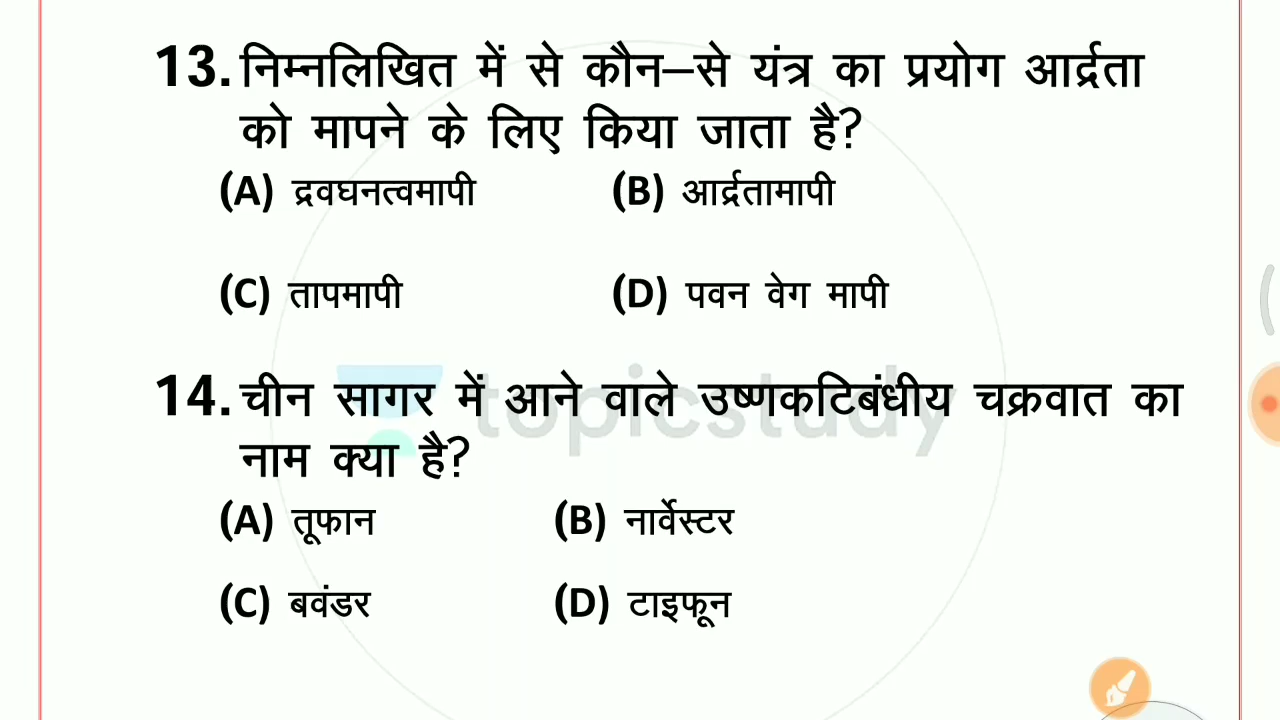 13. निम्नलिखित में से कौन–से यंत्र का प्रयोग आर्द्रता
को मापने के लिए किया जाता है?
(A) द्रवघनत्वमापी (B) आर्द्रतामापी
(C) तापमापी (D) पवन वेग मापी
14. चीन सागर में आने वाले उष्णकटिबंधीय चक्रवात का
topicstudy
नाम क्या है?
(A) तूफान (B) नार्वेस्टर
(C) बवंडर (D) टाइफून